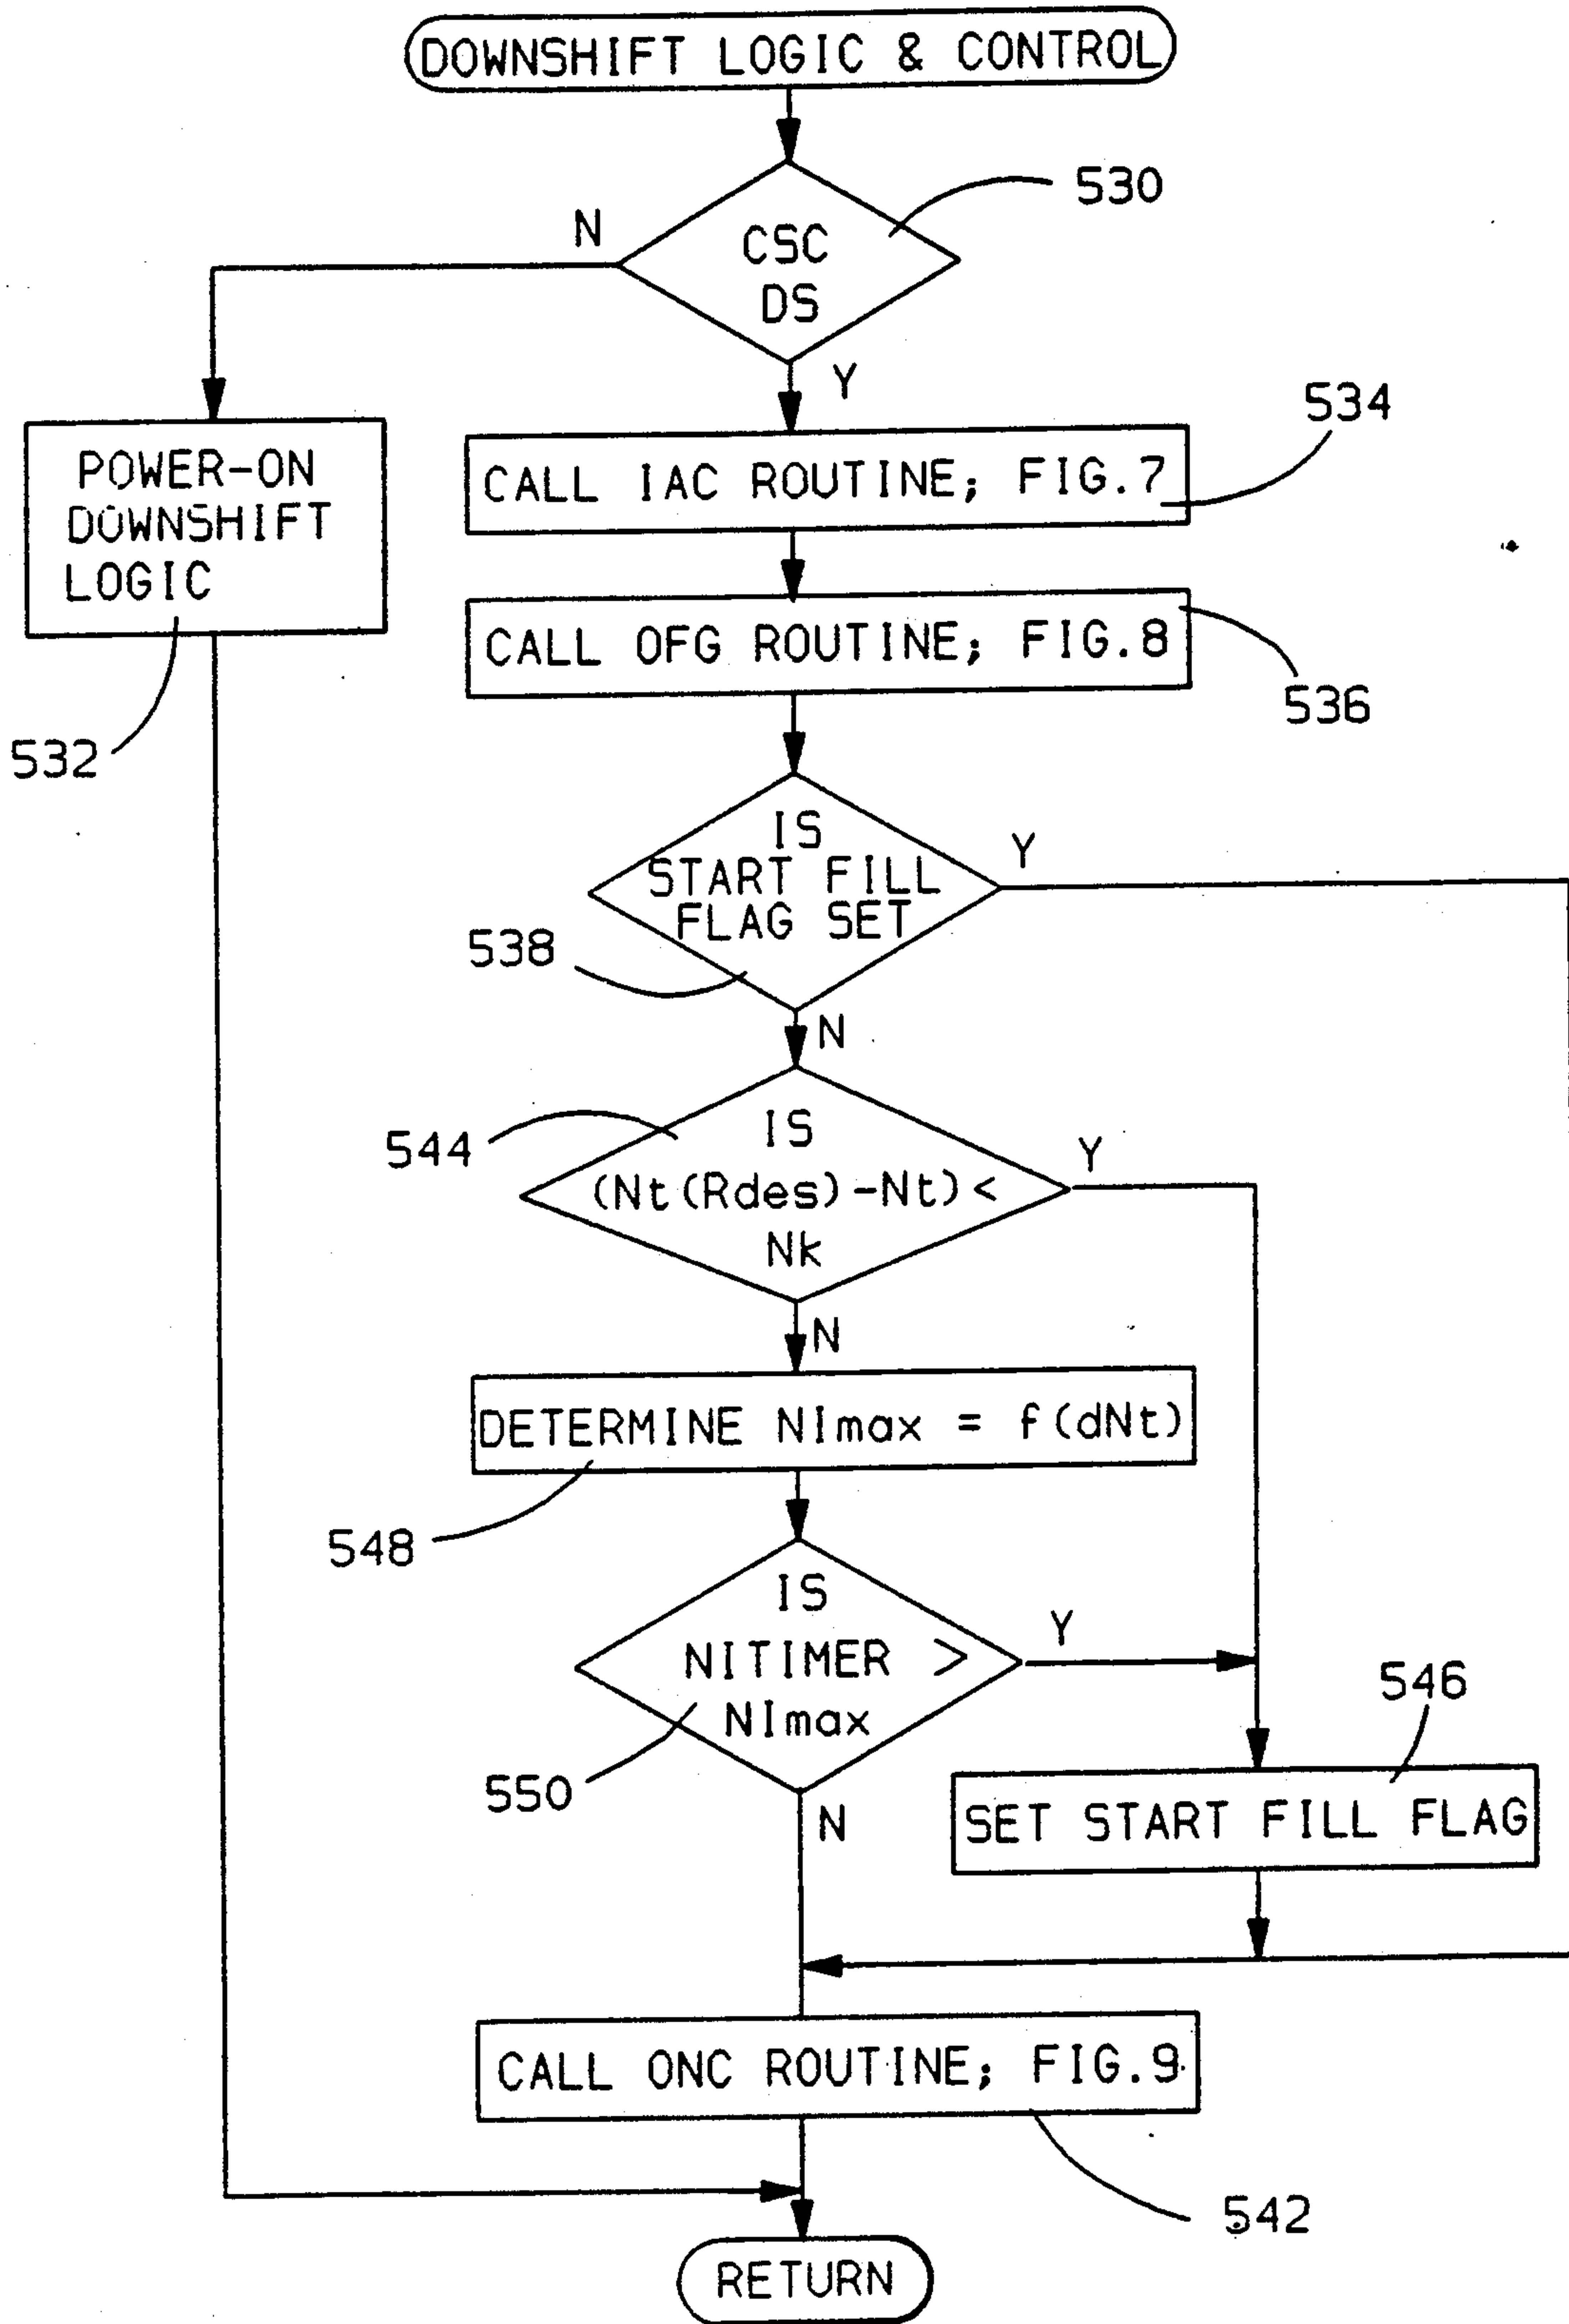 DOWNSHIFT LOGIC & CONTROL
530
N
CSC
DS
Y
534
POWER-ON
DOWNSHIFT
LOGIC
CALL IAC ROUTINE; FIG.7
CALL OFG ROUTINE; FIG.8
536
532
IS
START FILL
FLAG SET
Y
538
N
544
IS
(Nt(Rdes)-Nt)<
Nk
Y
N
DETERMINE NImax = f(dNt)
548
IS
NITIMER >
NImax
Y
546
550
N
SET START FILL FLAG
CALL ONC ROUTINE; FIG.9
542
RETURN